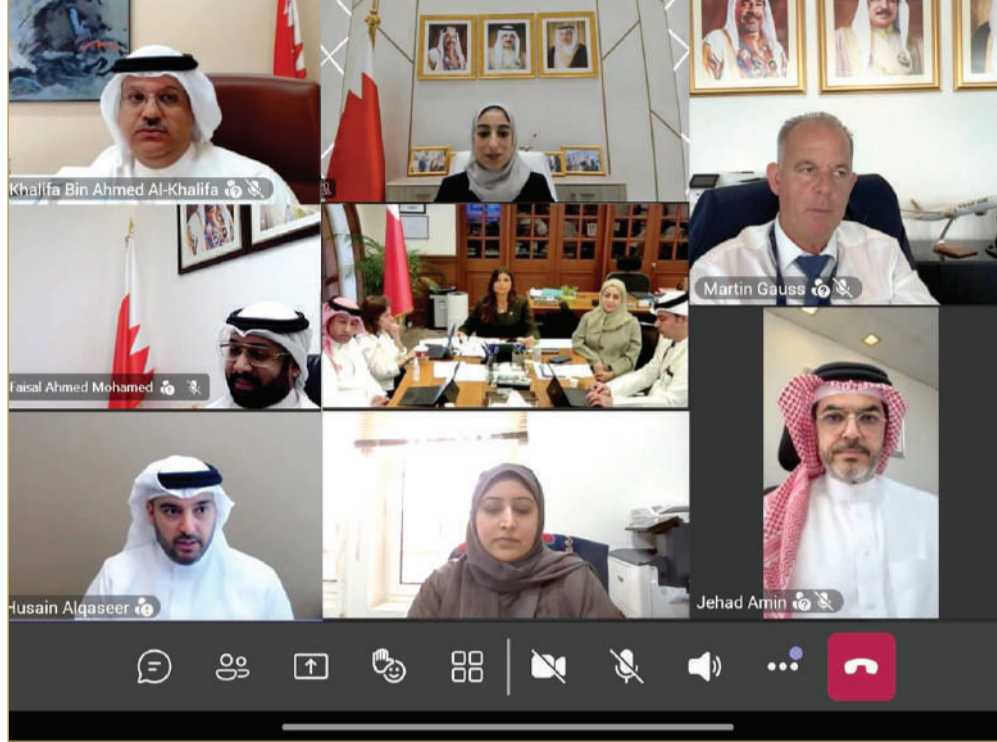 Khalifa Bin Ahmed Al-Khalifa
Martin Gauss
Faisal Ahmed Mohamed
Husain Alqaseer
Jehad Amin